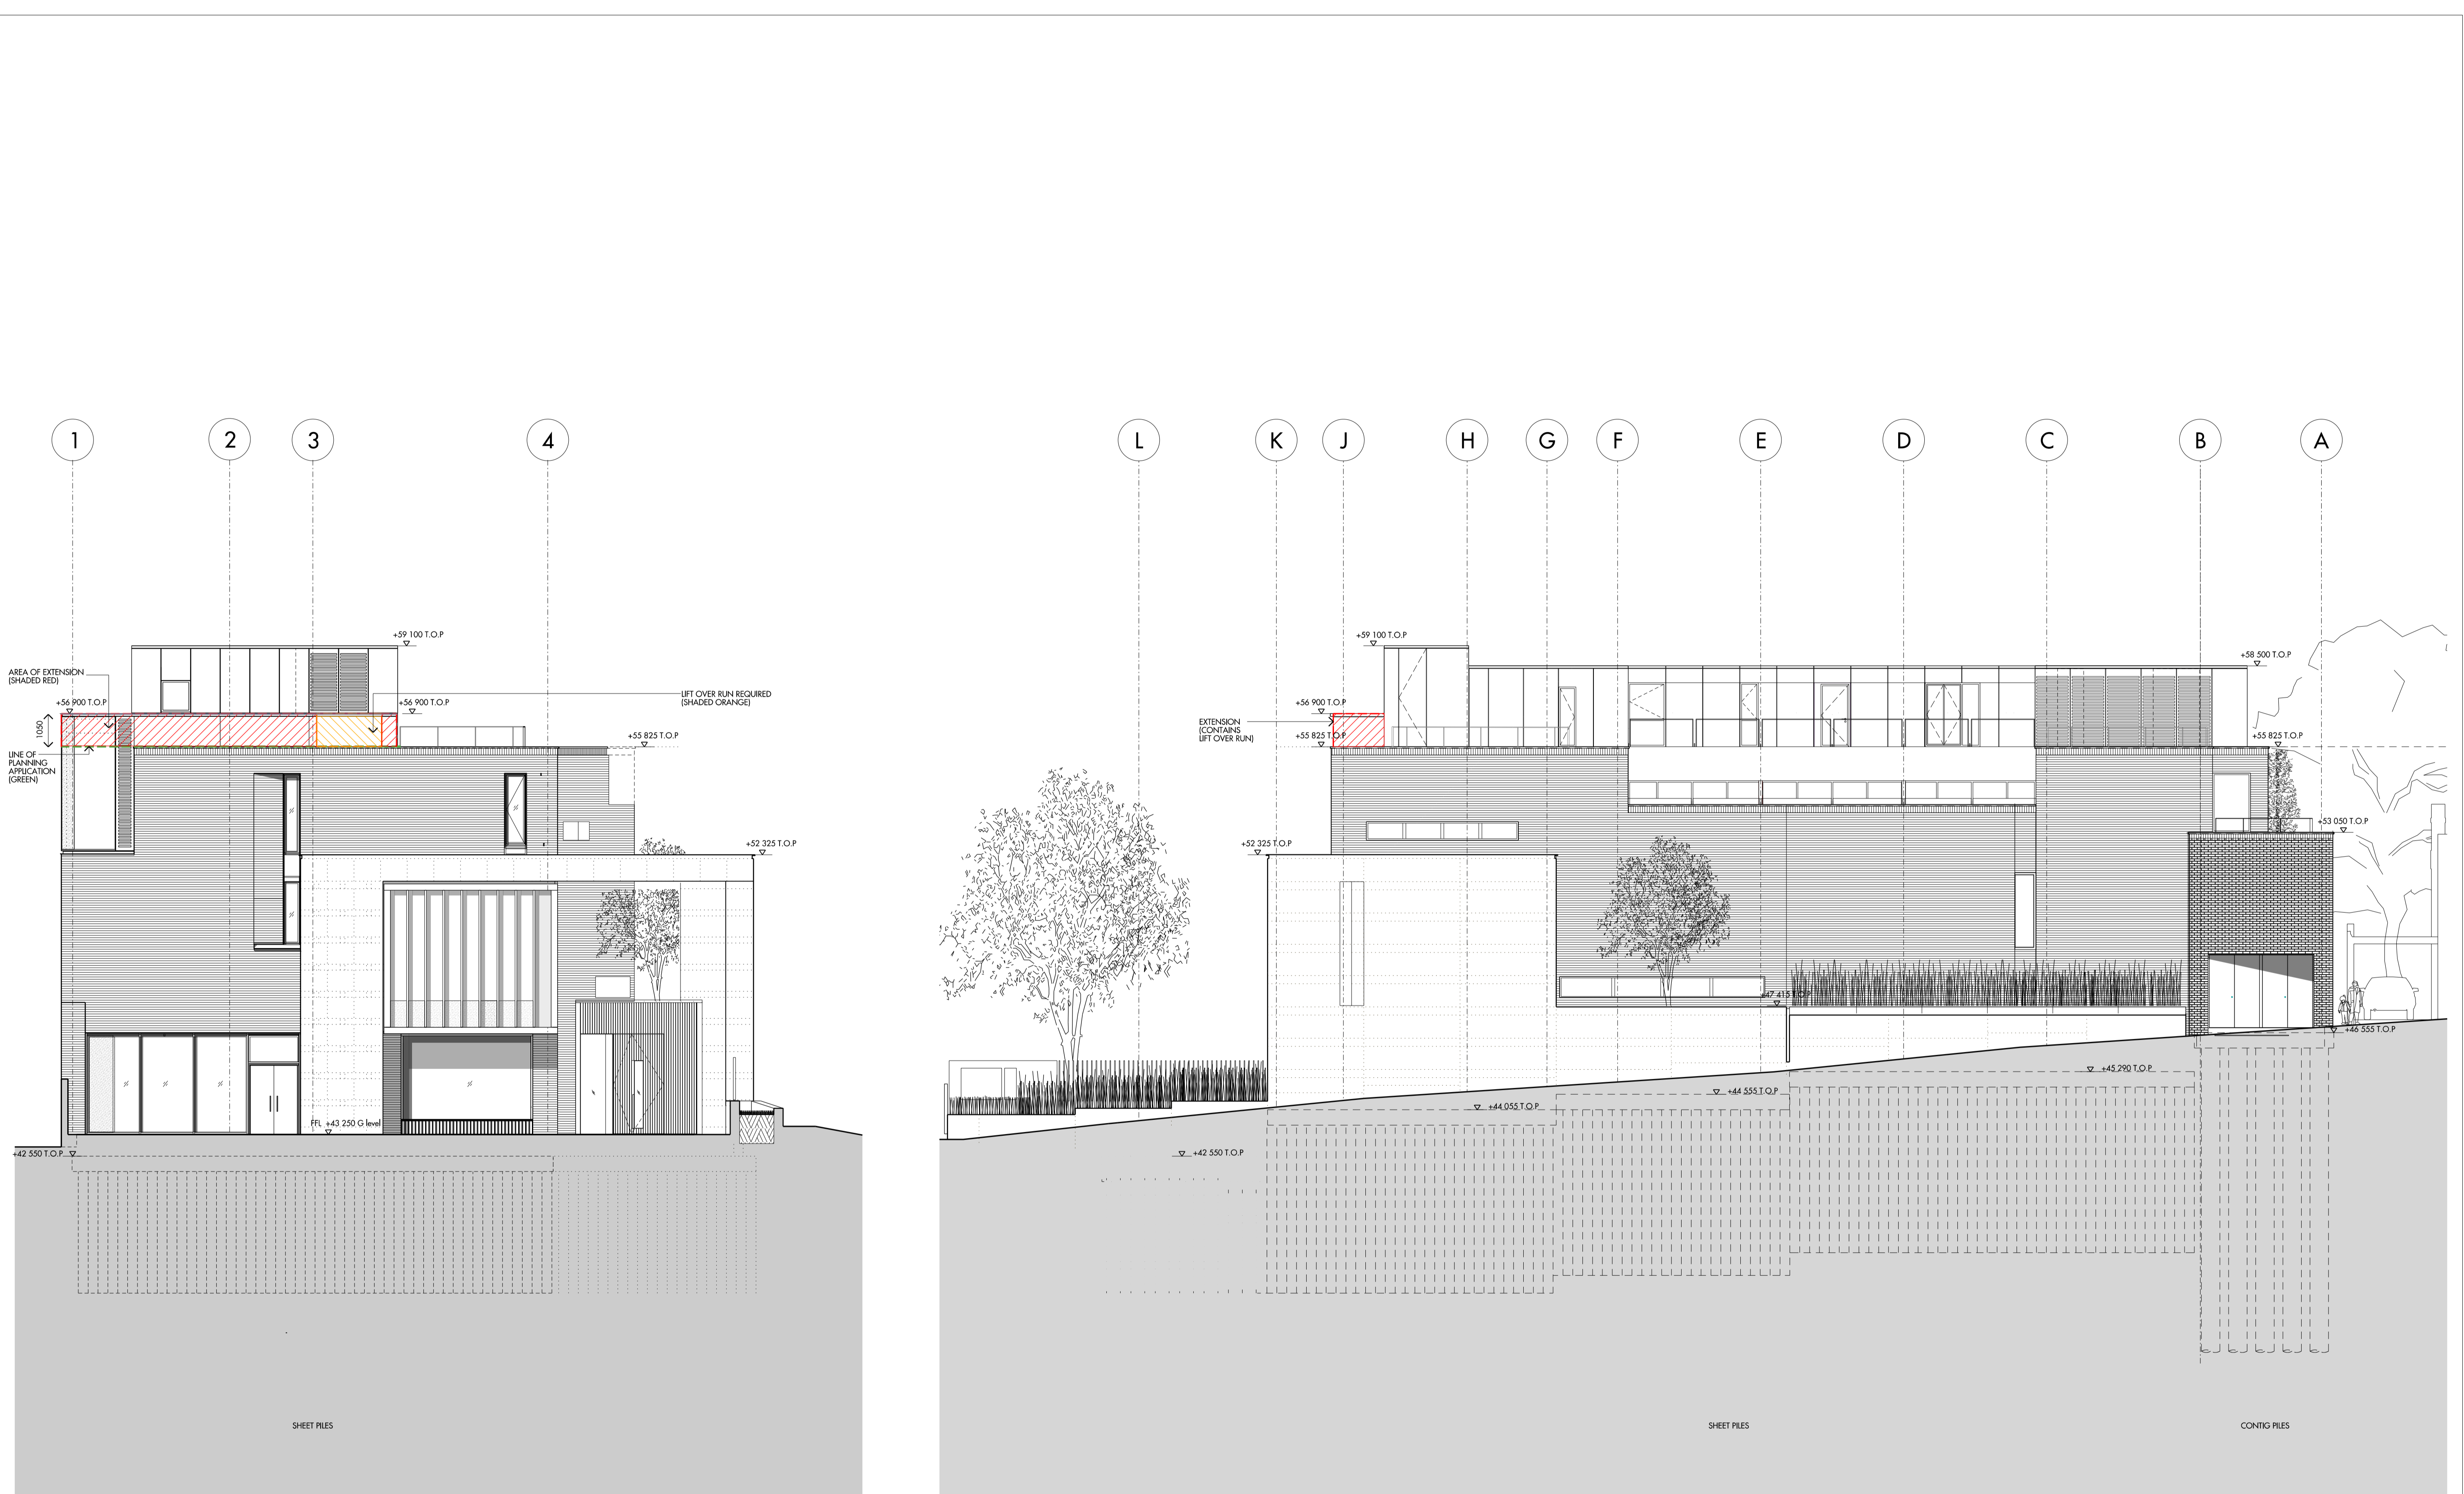 1
2
3
4
L
K
J
H
G
F
E
D
C
B
A
+59 100 T.O.P
AREA OF EXTENSION
(SHADED RED)
+56 900 T.O.P
+56 900 T.O.P
LIFT OVER RUN REQUIRED
(SHADED ORANGE)
1050
+55 825 T.O.P
LINE OF
PLANNING
APPLICATION
(GREEN)
+52 325 T.O.P
FFL +43 250 G level
+42 550 T.O.P
SHEET PILES
+59 100 T.O.P
+58 500 T.O.P
+56 900 T.O.P
EXTENSION
(CONTAINS
LIFT OVER RUN)
+55 825 T.O.P
+55 825 T.O.P
+53 050 T.O.P
+52 325 T.O.P
+47 415 T.O.P
+46 555 T.O.P
+45 290 T.O.P
+44 555 T.O.P
+44 055 T.O.P
+42 550 T.O.P
SHEET PILES
CONTIG PILES